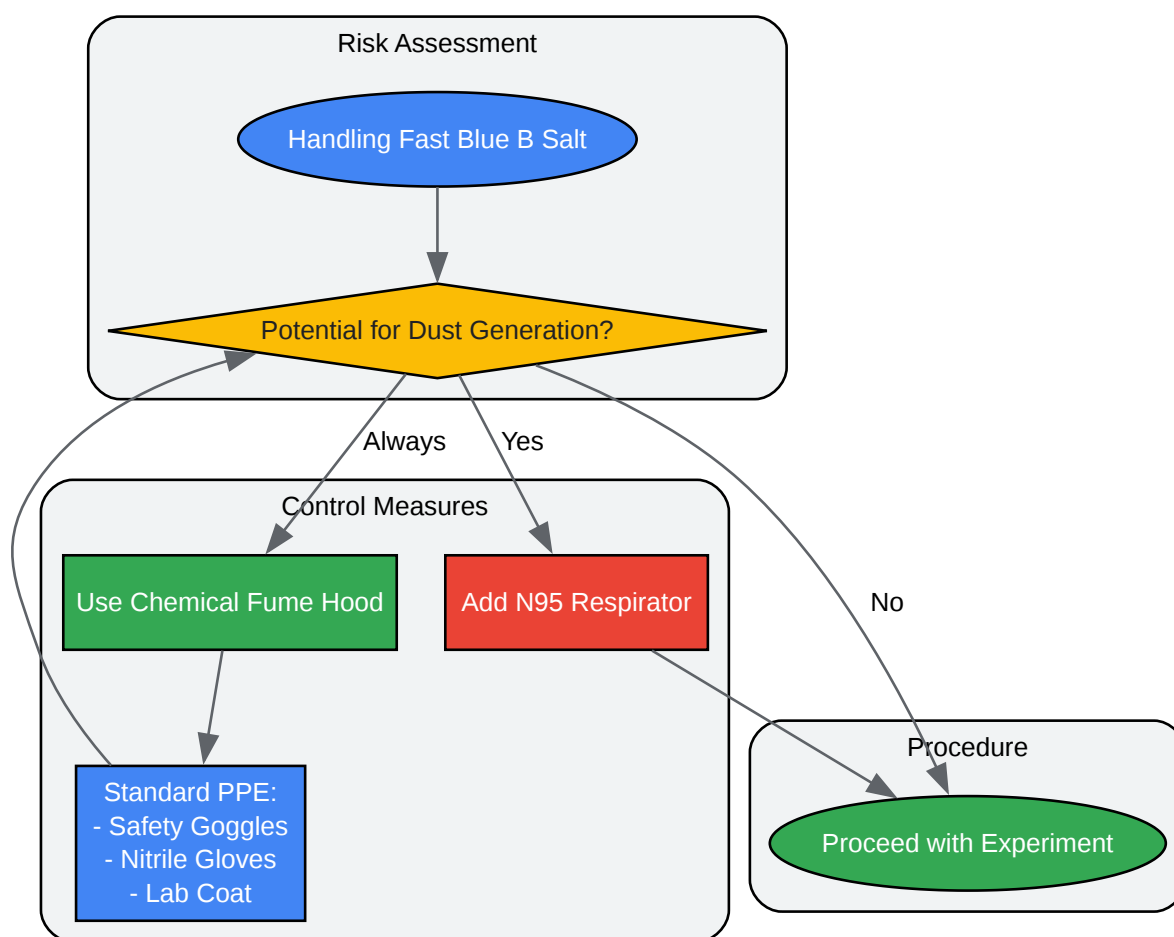 Risk Assessment
Handling Fast Blue B Salt
Potential for Dust Generation?
Always
Yes
Control Measures
Use Chemical Fume Hood
Add N95 Respirator
No
Procedure
Standard PPE:
- Safety Goggles
- Nitrile Gloves
- Lab Coat
Proceed with Experiment